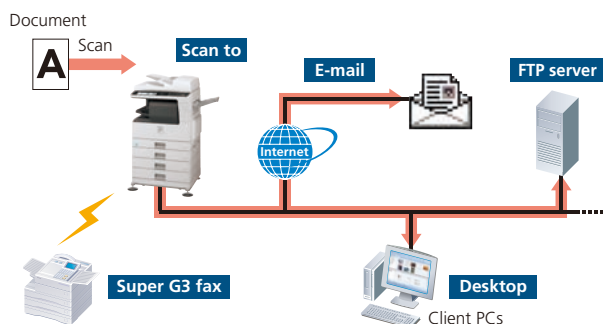 Document
A
Scan
Scan to
E-mail
FTP server
Internet
Super G3 fax
Desktop
Client PCs